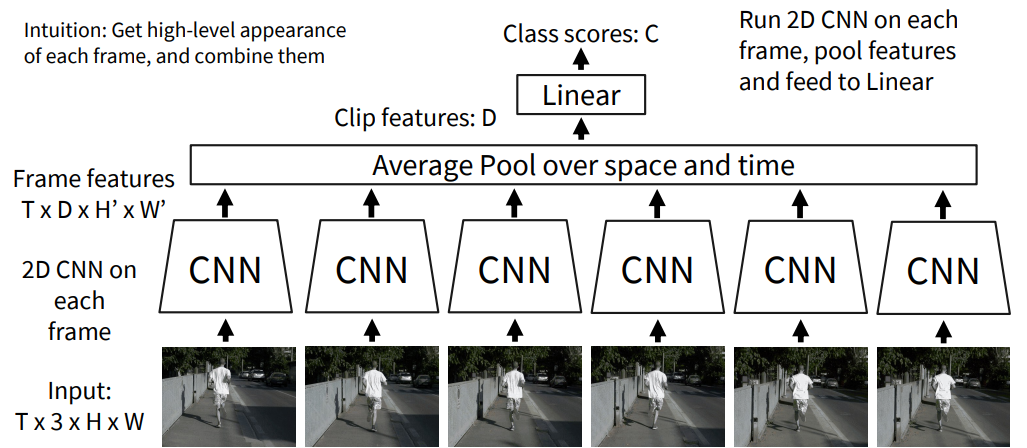 Intuition: Get high-level appearance
of each frame, and combine them
Class scores: C
Run 2D CNN on each
frame, pool features
and feed to Linear
Linear
Clip features: D
Average Pool over space and time
Frame features
T x D x H’ x W’
CNN
CNN
CNN
CNN
CNN
CNN
2D CNN on
each
frame
Input:
T x 3 x H x W